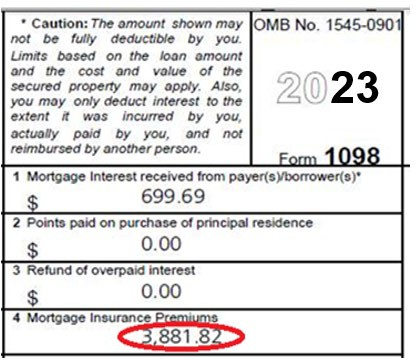 * Caution: The amount shown may
not be fully deductible by you.
Limits based on the loan amount
and the cost and value of the
secured property may apply. Also,
you may only deduct interest to the
extent it was incurred by you,
actually paid by you, and not
reimbursed by another person.
OMB No. 1545-0901
2023
Form 1098
1 Mortgage Interest received from payer(s)/borrower(s)*
$ 699.69
2 Points paid on purchase of principal residence
$ 0.00
3 Refund of overpaid interest
$ 0.00
4 Mortgage Insurance Premiums
3,881.82